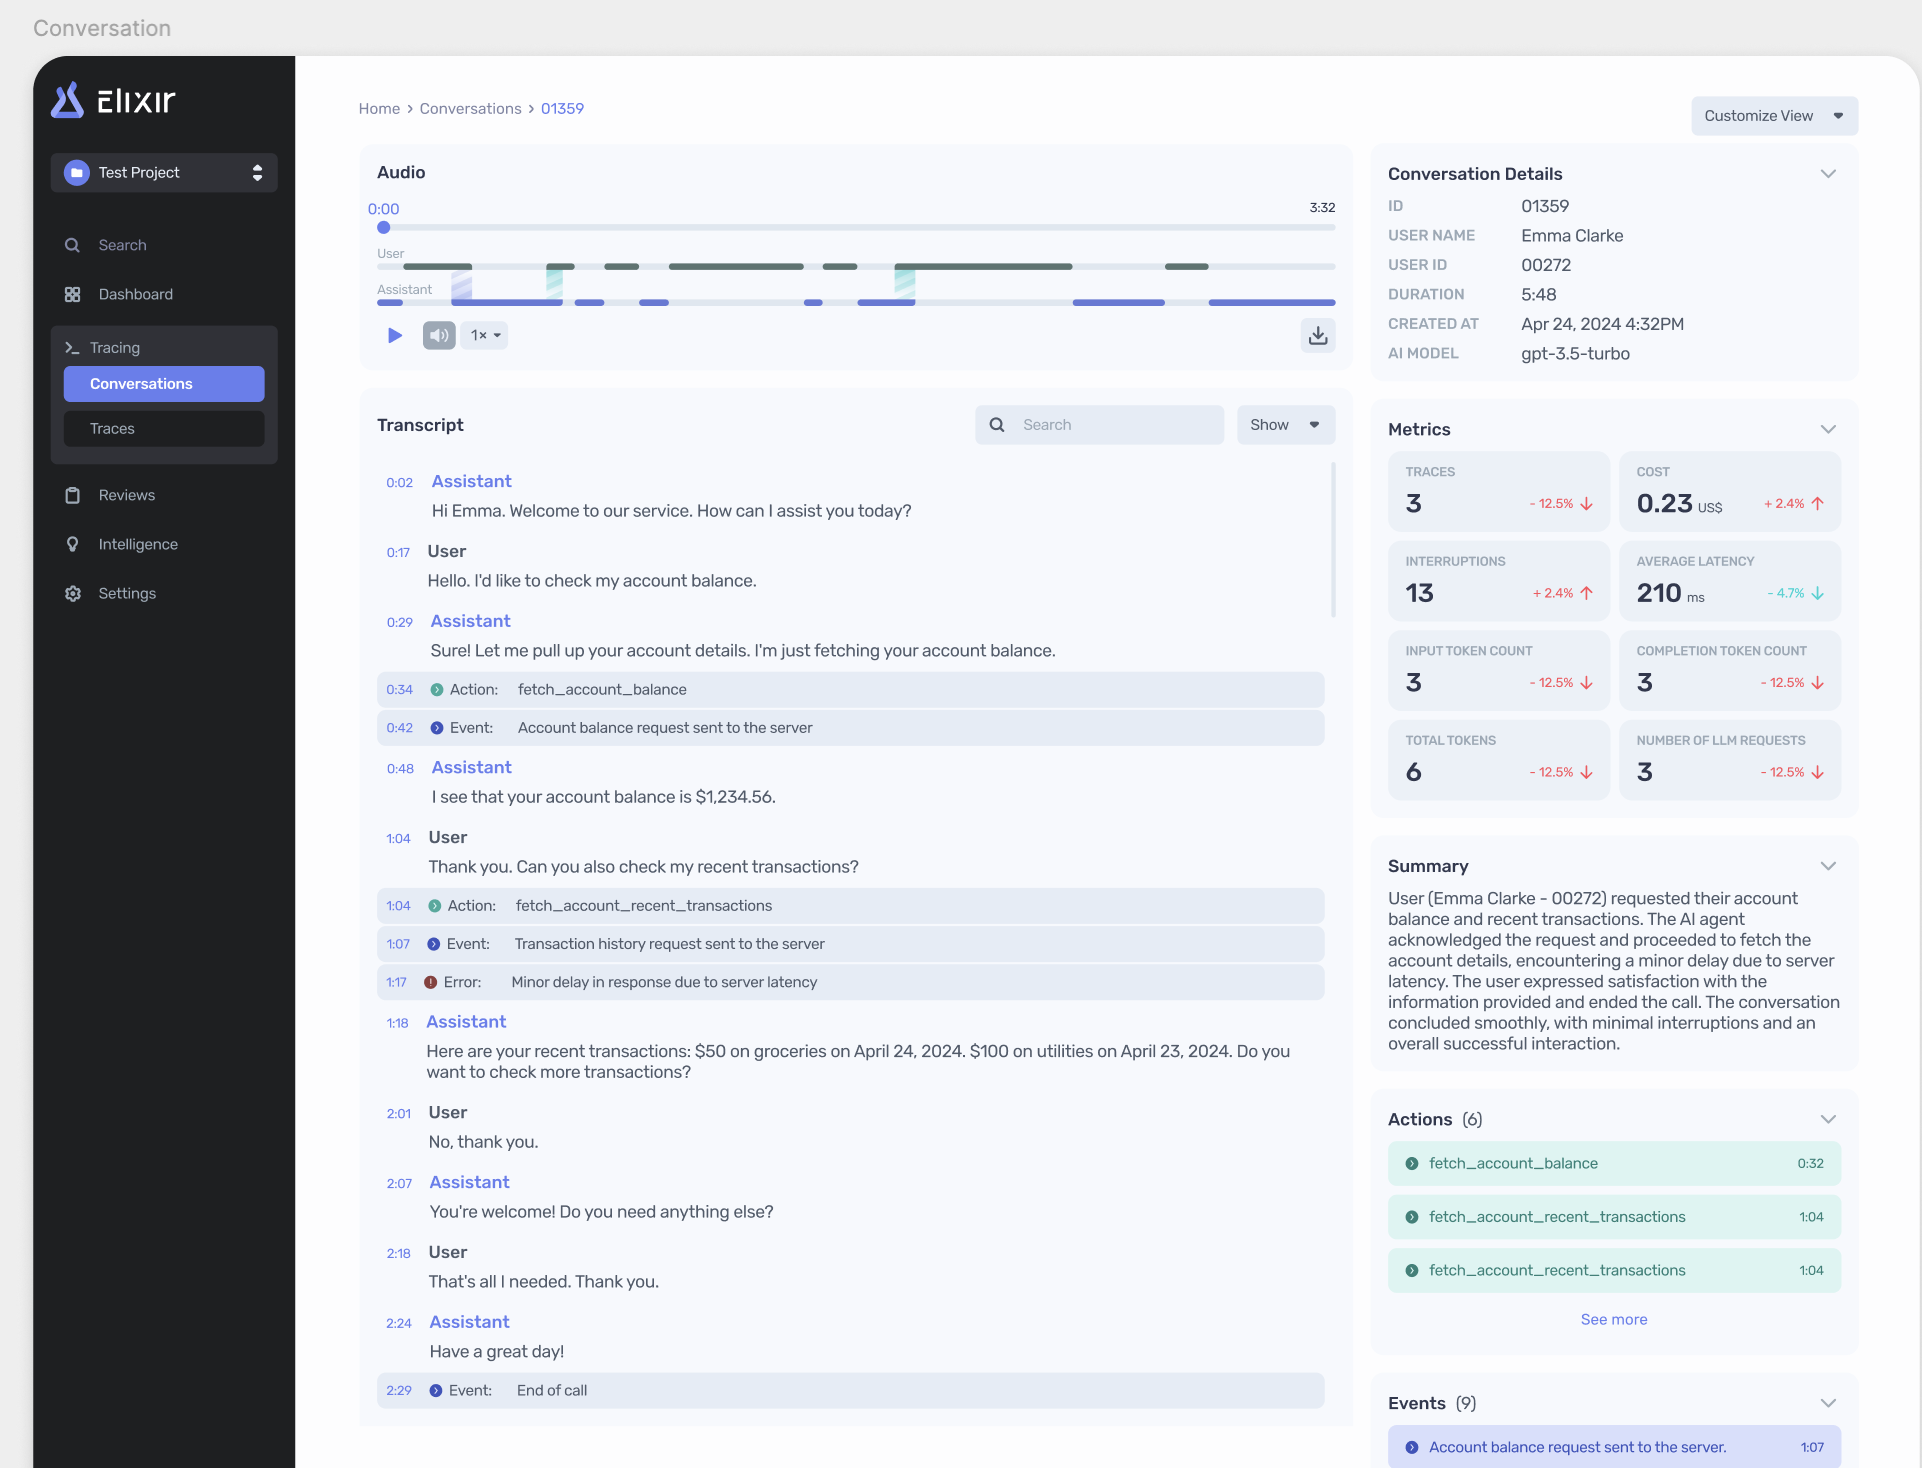 Conversation
Elixir
Test Project
Search
Dashboard
Tracing
Conversations
Traces
Reviews
Intelligence
Settings
Home › Conversations › 01359
Customize View
Audio
0:00
3:32
User
Assistant
1×
Transcript
Search
Show
0:02 Assistant
Hi Emma. Welcome to our service. How can I assist you today?
0:17 User
Hello. I'd like to check my account balance.
0:29 Assistant
Sure! Let me pull up your account details. I'm just fetching your account balance.
0:34 Action: fetch_account_balance
0:42 Event: Account balance request sent to the server
0:48 Assistant
I see that your account balance is $1,234.56.
1:04 User
Thank you. Can you also check my recent transactions?
1:04 Action: fetch_account_recent_transactions
1:07 Event: Transaction history request sent to the server
1:17 Error: Minor delay in response due to server latency
1:18 Assistant
Here are your recent transactions: $50 on groceries on April 24, 2024. $100 on utilities on April 23, 2024. Do you
want to check more transactions?
2:01 User
No, thank you.
2:07 Assistant
You're welcome! Do you need anything else?
2:18 User
That's all I needed. Thank you.
2:24 Assistant
Have a great day!
2:29 Event: End of call
Conversation Details
ID 01359
USER NAME Emma Clarke
USER ID 00272
DURATION 5:48
CREATED AT Apr 24, 2024 4:32PM
AI MODEL gpt-3.5-turbo
Metrics
TRACES
3 - 12.5%
COST
0.23 US$ + 2.4%
INTERRUPTIONS
13 + 2.4%
AVERAGE LATENCY
210 ms - 4.7%
INPUT TOKEN COUNT
3 - 12.5%
COMPLETION TOKEN COUNT
3 - 12.5%
TOTAL TOKENS
6 - 12.5%
NUMBER OF LLM REQUESTS
3 - 12.5%
Summary
User (Emma Clarke - 00272) requested their account
balance and recent transactions. The AI agent
acknowledged the request and proceeded to fetch the
account details, encountering a minor delay due to server
latency. The user expressed satisfaction with the
information provided and ended the call. The conversation
concluded smoothly, with minimal interruptions and an
overall successful interaction.
Actions (6)
fetch_account_balance 0:32
fetch_account_recent_transactions 1:04
fetch_account_recent_transactions 1:04
See more
Events (9)
Account balance request sent to the server. 1:07